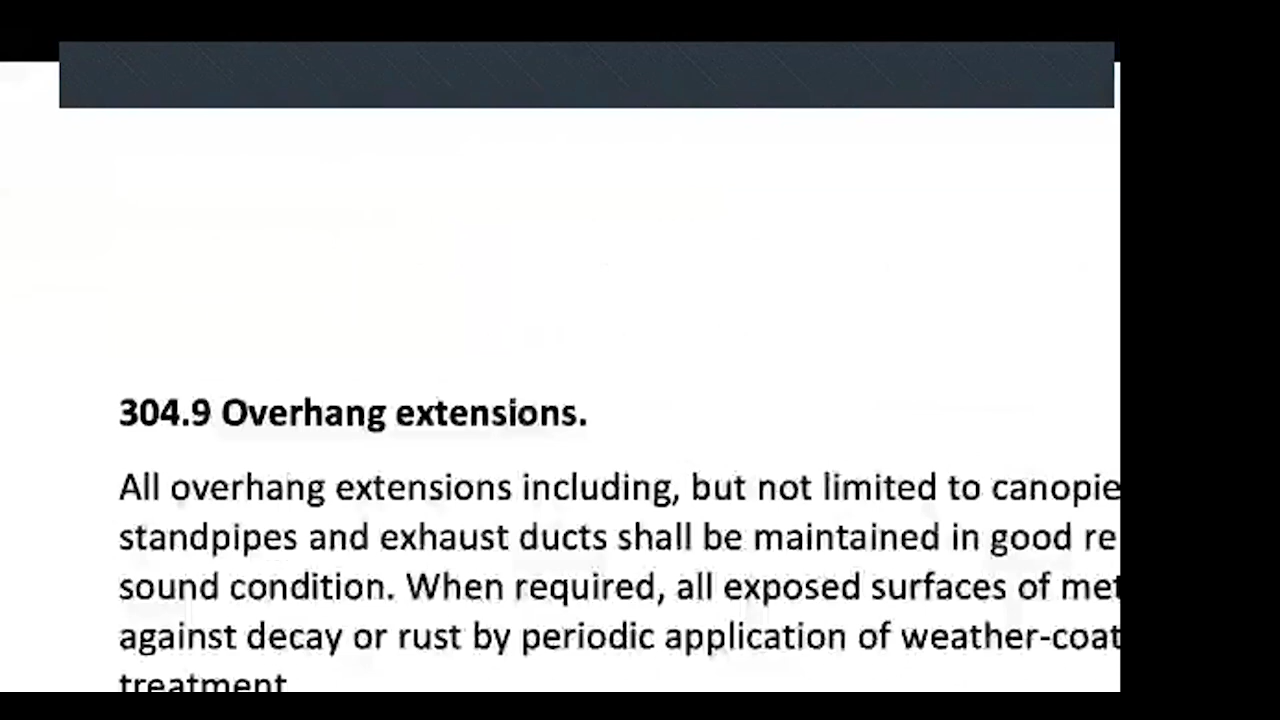 304.9 Overhang extensions.
All overhang extensions including, but not limited to canopie
standpipes and exhaust ducts shall be maintained in good re
sound condition. When required, all exposed surfaces of met
against decay or rust by periodic application of weather-coat
treatment